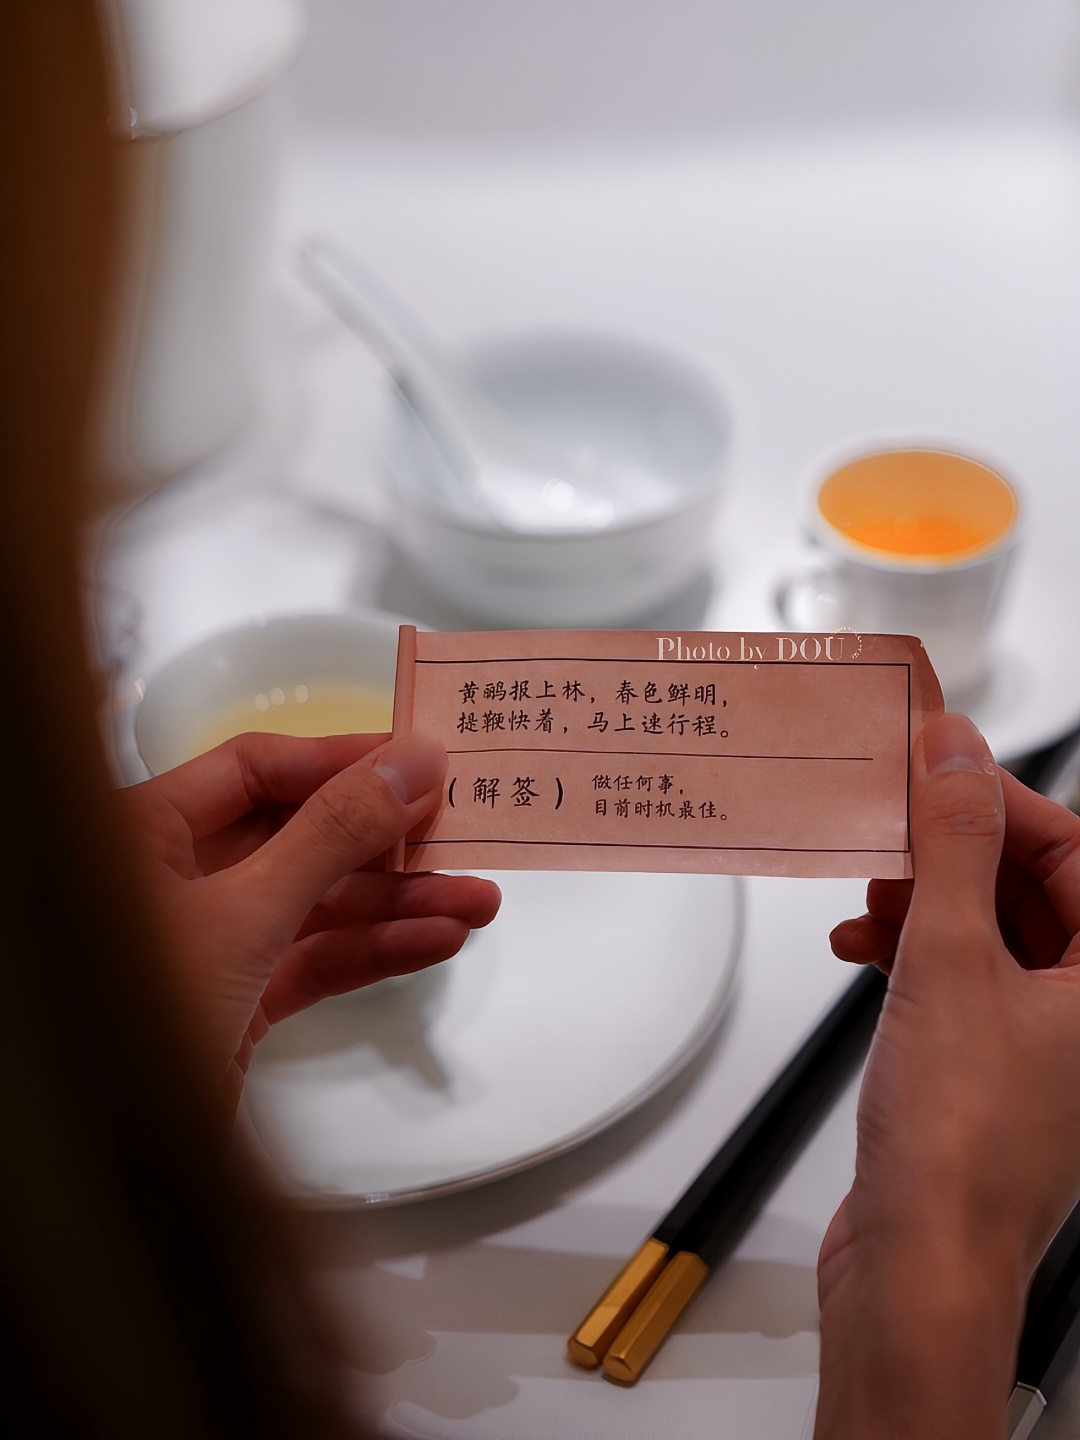 Photo by DOU
黄鹂报上林，春色鲜明，
提鞭快着，马上速行程。
（解签）
做任何事，
目前时机最佳。